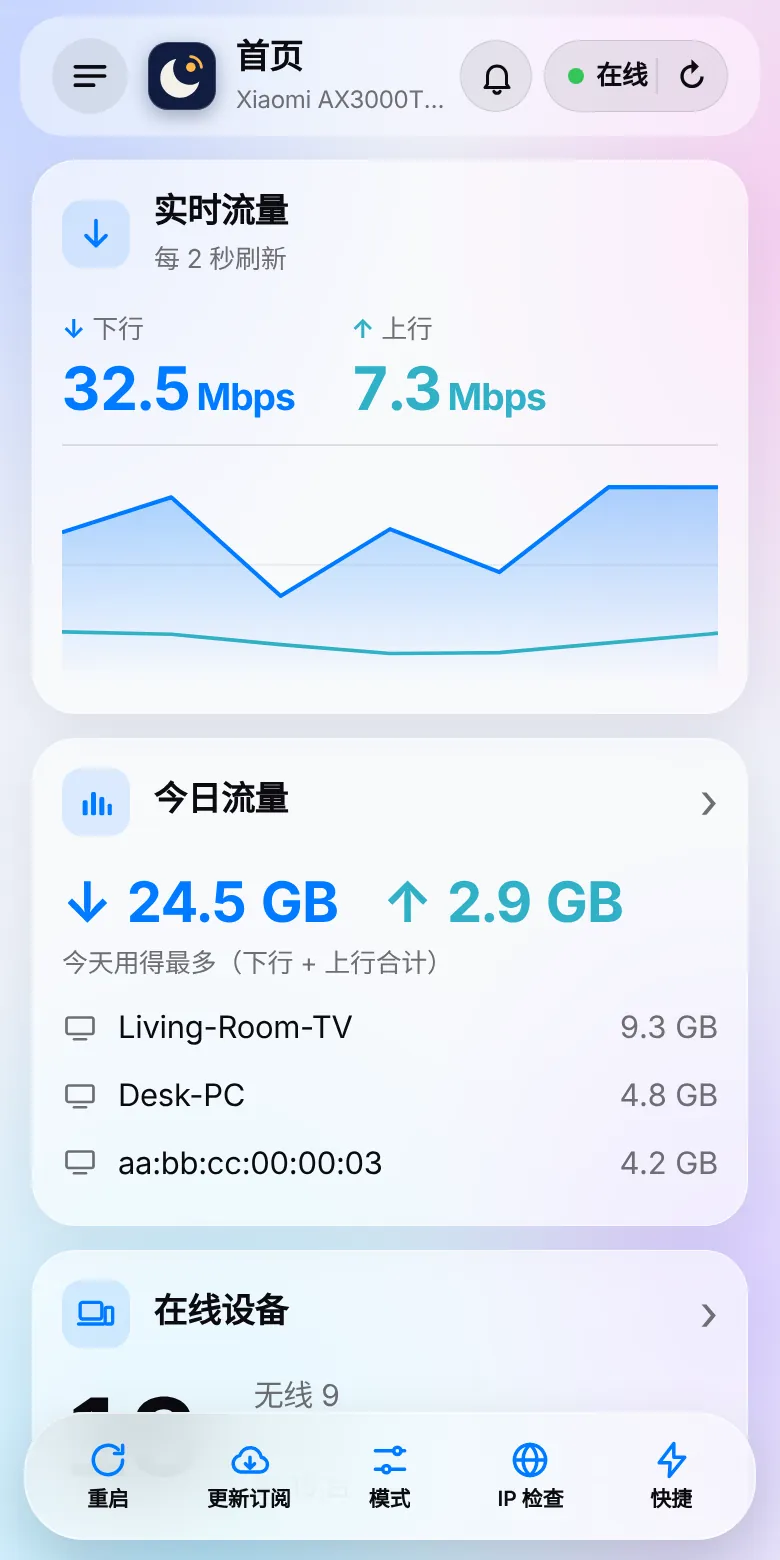 首页
Xiaomi AX3000T...
在线
实时流量
每 2 秒刷新
下行
上行
32.5 Mbps
7.3 Mbps
今日流量
24.5 GB
2.9 GB
今天用得最多（下行 + 上行合计）
Living-Room-TV 9.3 GB
Desk-PC 4.8 GB
aa:bb:cc:00:00:03 4.2 GB
在线设备
无线 9
重启
更新订阅
模式
IP 检查
快捷